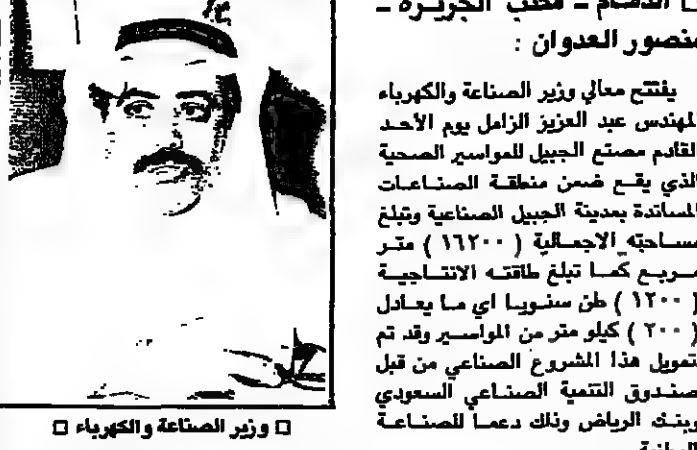 □ الدمام ـ مكتب الجزيرة ـ
منصور العدوان :
يفتتح معالي وزير الصناعة والكهرباء
المهندس عبد العزيز الزامل يوم الأحد
القادم مصنع الجبيل للمواسير الصحية
الذي يقع ضمن منطقة الصناعات
المساندة بمدينة الجبيل الصناعية وتبلغ
مساحته الاجمالية ( ١٦٢٠٠ ) متر
مربع كما تبلغ طاقته الانتاجية
( ١٢٠٠ ) طن سنويا اي ما يعادل
( ٢٠٠ ) كيلو متر من المواسير وقد تم
تمويل هذا المشروع الصناعي من قبل
صندوق التنمية الصناعي السعودي
وبنك الرياض وذلك دعما للصناعة
الوطنية
□ وزير الصناعة والكهرباء □